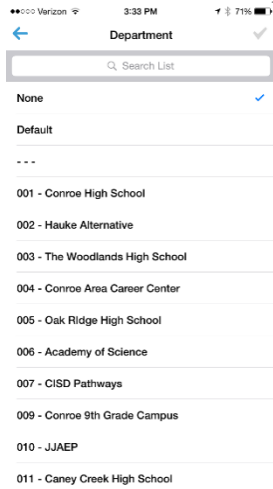 Verizon 3:33 PM 71%
Department
Search List
None
Default
---
001 - Conroe High School
002 - Hauke Alternative
003 - The Woodlands High School
004 - Conroe Area Career Center
005 - Oak Ridge High School
006 - Academy of Science
007 - CISD Pathways
009 - Conroe 9th Grade Campus
010 - JJAEP
011 - Caney Creek High School